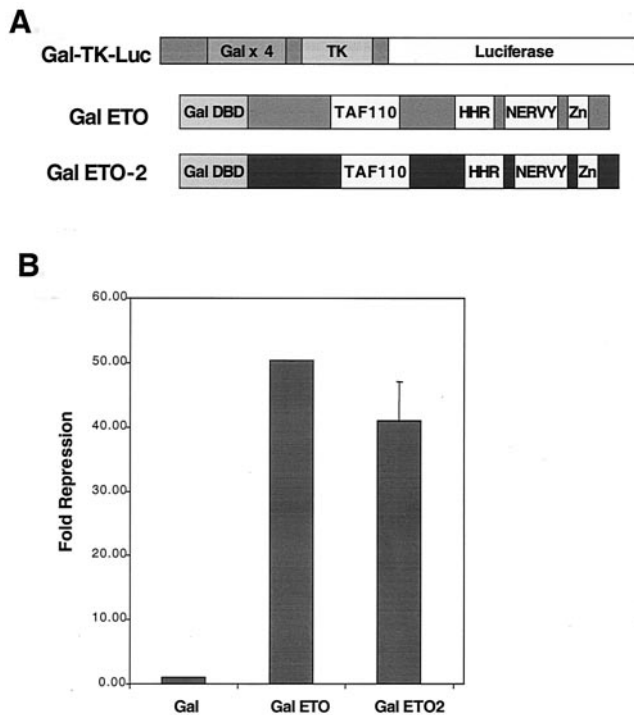 A
Gal-TK-Luc
Gal x 4 TK Luciferase
Gal ETO
Gal DBD TAF110 HHR NERVY Zn
Gal ETO-2
Gal DBD TAF110 HHR NERVY Zn
B
Fold Repression
60.00
50.00
40.00
30.00
20.00
10.00
0.00
Gal Gal ETO Gal ETO2